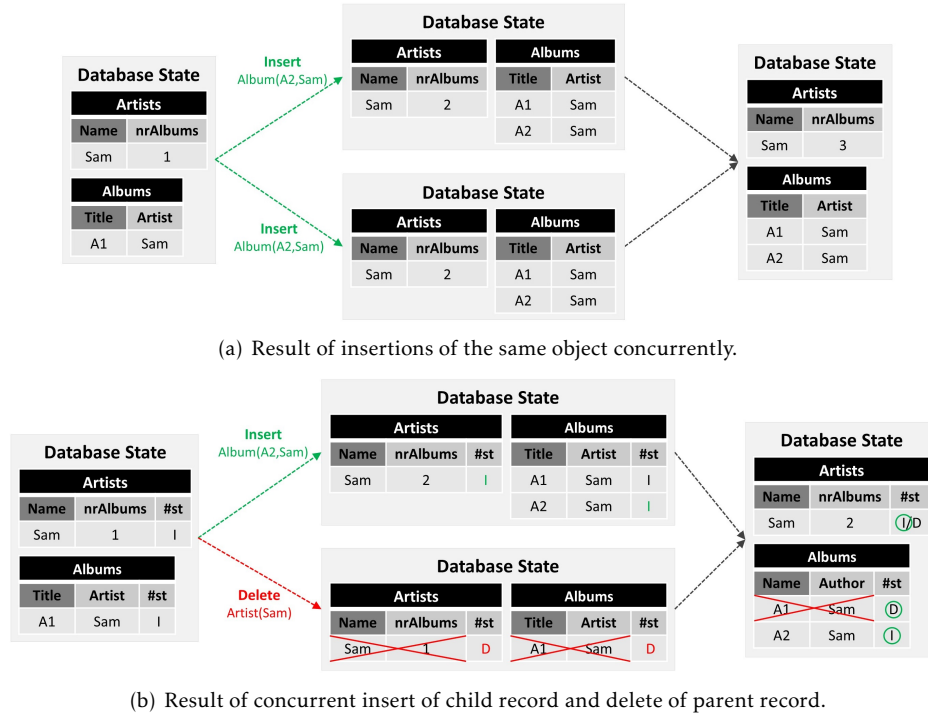 Database State
Artists
Name nrAlbums
Sam 1
Albums
Title Artist
A1 Sam
Insert
Album(A2,Sam)
Insert
Album(A2,Sam)
Database State
Artists
Name nrAlbums
Sam 2
Albums
Title Artist
A1 Sam
A2 Sam
Database State
Artists
Name nrAlbums
Sam 2
Albums
Title Artist
A1 Sam
A2 Sam
Database State
Artists
Name nrAlbums
Sam 3
Albums
Title Artist
A1 Sam
A2 Sam
(a) Result of insertions of the same object concurrently.
Database State
Artists
Name nrAlbums #st
Sam 1 I
Albums
Title Artist #st
A1 Sam I
Insert
Album(A2,Sam)
Delete
Artist(Sam)
Database State
Artists
Name nrAlbums #st
Sam 2 I
Albums
Title Artist #st
A1 Sam I
A2 Sam I
Database State
Artists
Name nrAlbums #st
Sam 1 D
Albums
Title Artist #st
A1 Sam D
Database State
Artists
Name nrAlbums #st
Sam 2 I/D
Albums
Name Author #st
A1 Sam D
A2 Sam I
(b) Result of concurrent insert of child record and delete of parent record.